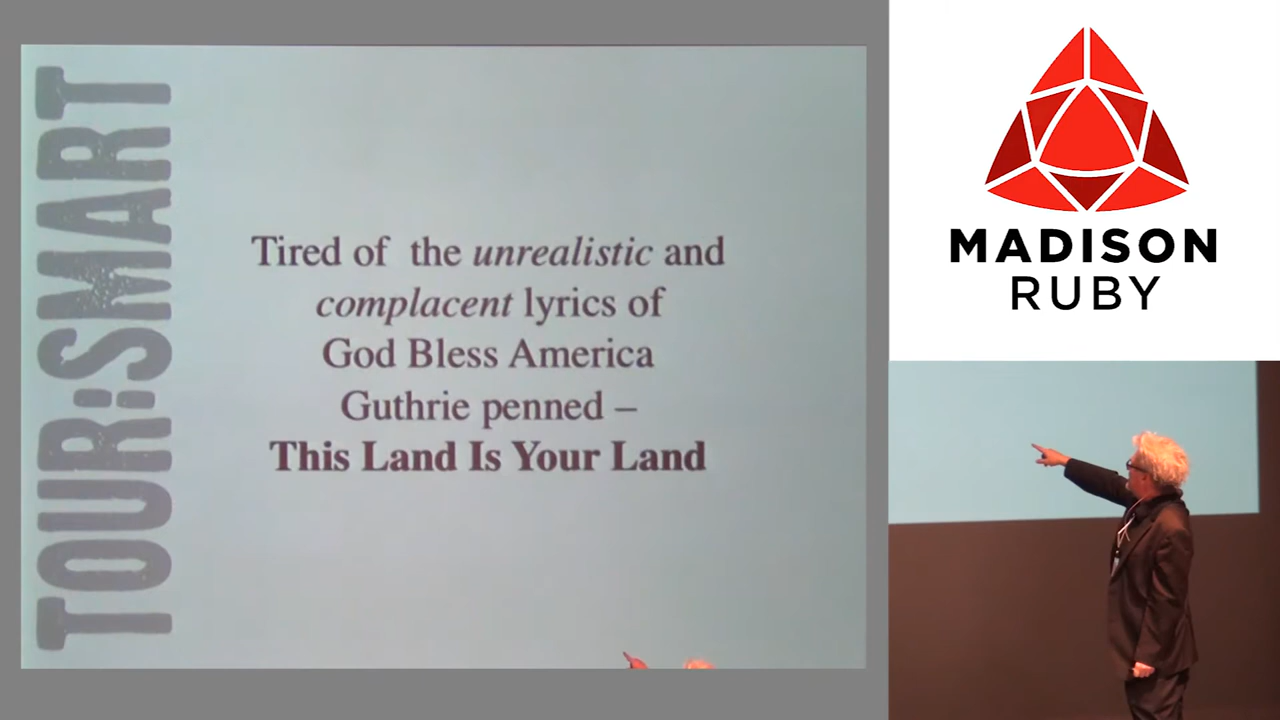 TOUR:SMART
Tired of the unrealistic and
complacent lyrics of
God Bless America
Guthrie penned –
This Land Is Your Land
MADISON
RUBY